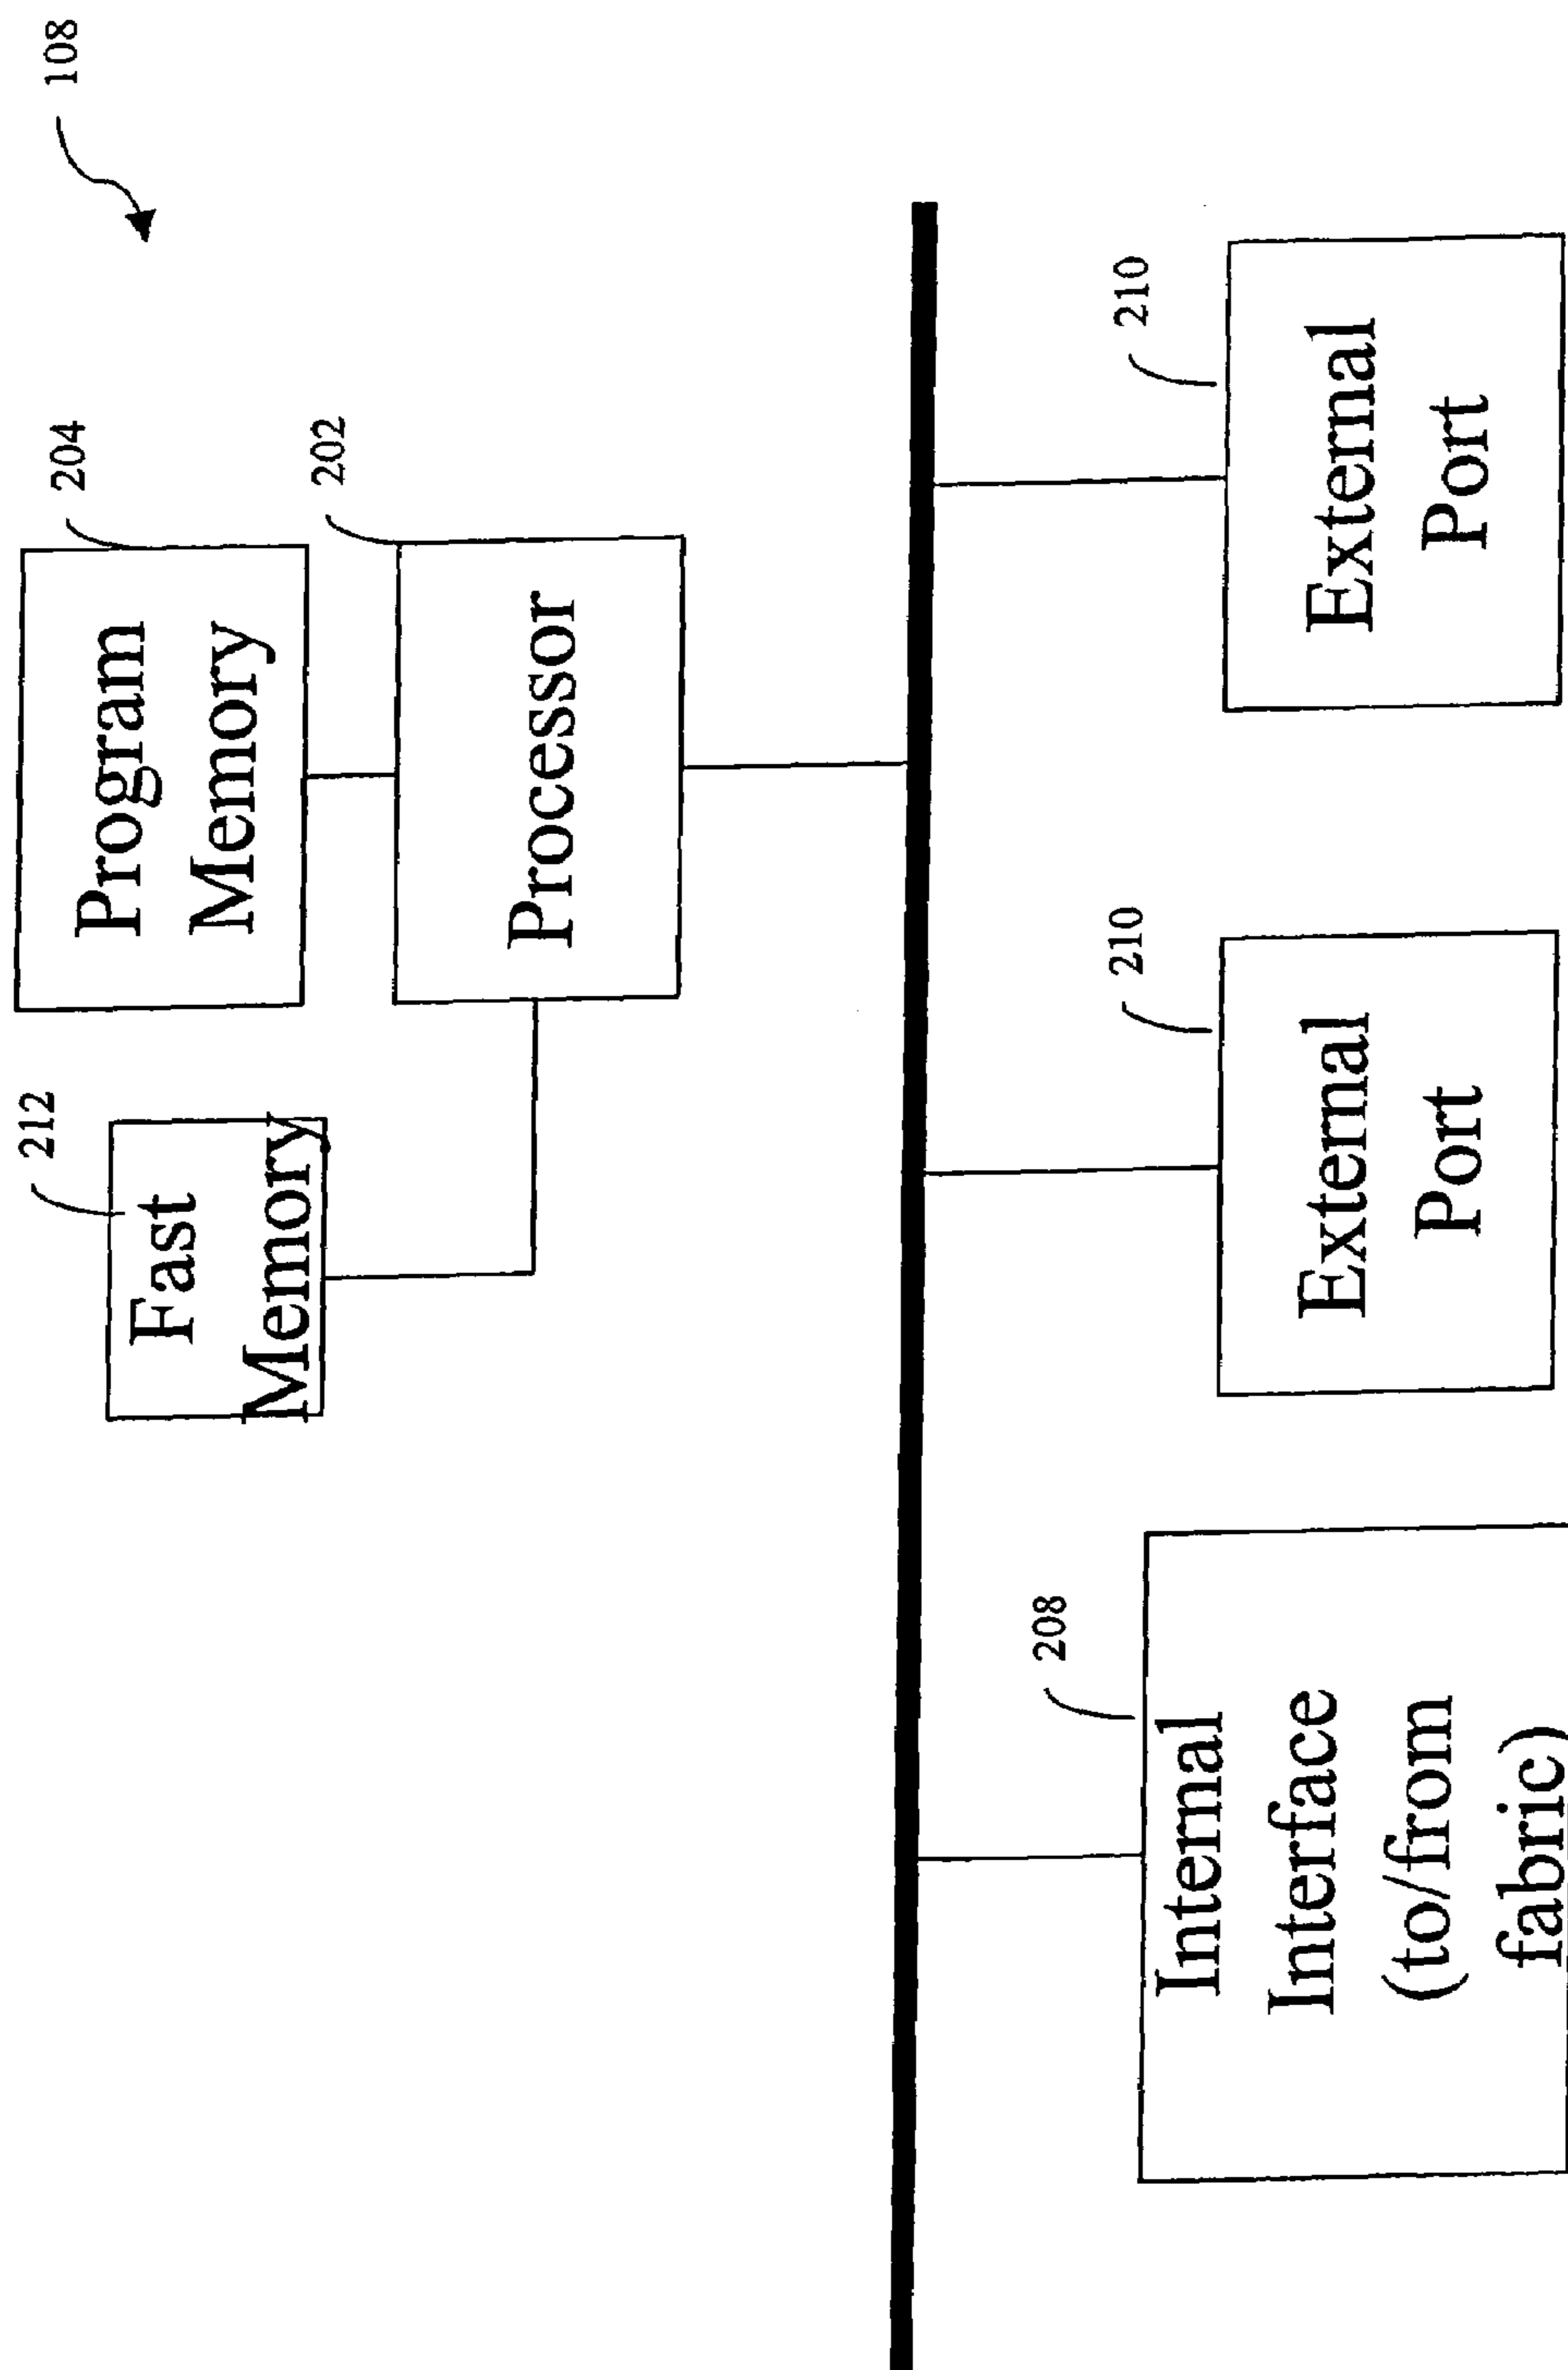 108
212
Fast
Memory
204
Program
Memory
202
Processor
208
Internal
Interface
(to/from
fabric)
210
External
Port
210
External
Port